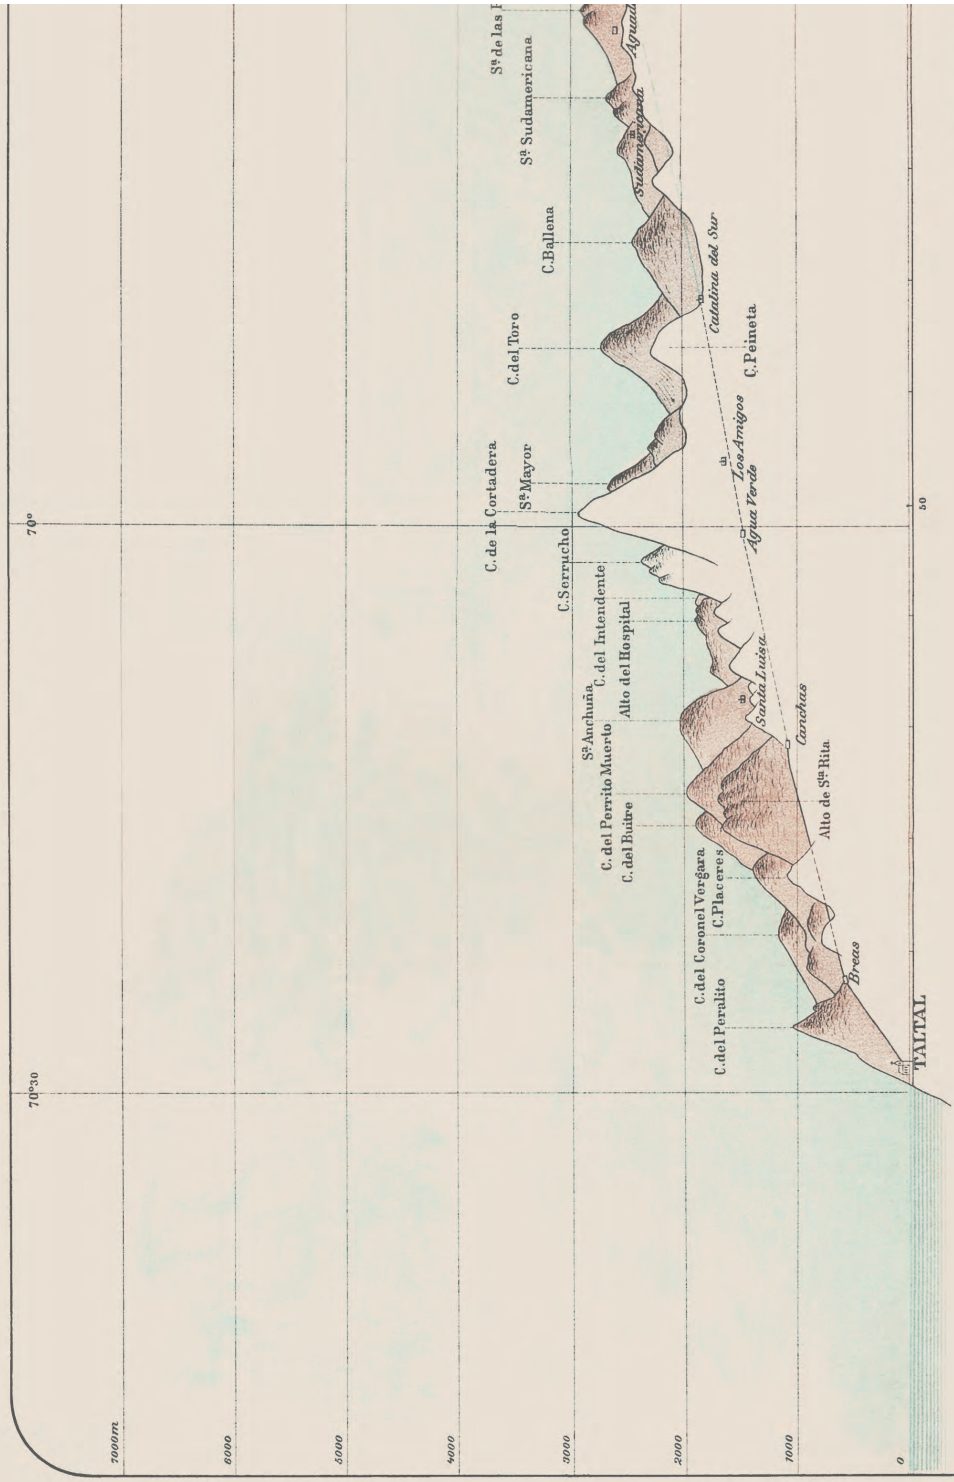 7000m
6000
5000
4000
3000
2000
1000
0
70°30
70°
50
TALTAL
Breas
C. del Peralito
C. del Coronel Vergara
C. Placeres
Alto de Sta Rita
Canchas
C. del Buitre
C. del Perrito Muerto
Sª Anchuña
Santa Luisa
Alto del Hospital
C. del Intendente
C. Serrucho
C. de la Cortadera
Sª Mayor
Agua Verde
Los Amigos
C. Peineta
C. del Toro
Catalina del Sur
C. Ballena
Sudamericana
Sª Sudamericana
Sª de las